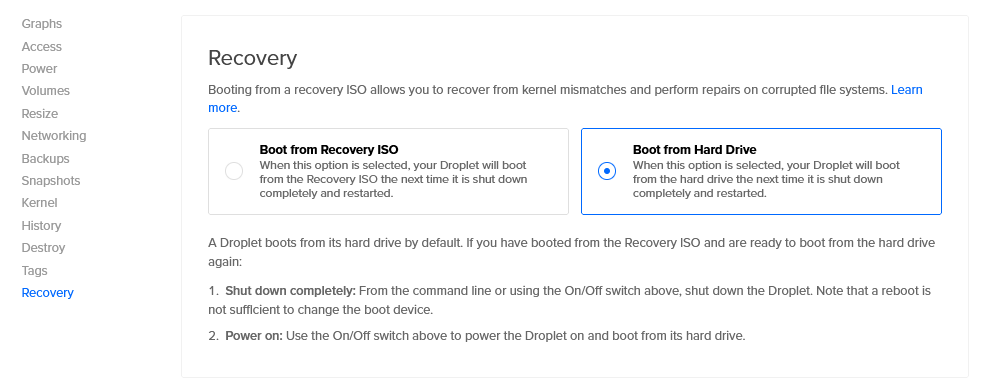 Graphs
Access
Power
Volumes
Resize
Networking
Backups
Snapshots
Kernel
History
Destroy
Tags
Recovery
Recovery
Booting from a recovery ISO allows you to recover from kernel mismatches and perform repairs on corrupted file systems. Learn
more.
Boot from Recovery ISO
When this option is selected, your Droplet will boot
from the Recovery ISO the next time it is shut down
completely and restarted.
Boot from Hard Drive
When this option is selected, your Droplet will boot
from the hard drive the next time it is shut down
completely and restarted.
A Droplet boots from its hard drive by default. If you have booted from the Recovery ISO and are ready to boot from the hard drive
again:
1. Shut down completely: From the command line or using the On/Off switch above, shut down the Droplet. Note that a reboot is
not sufficient to change the boot device.
2. Power on: Use the On/Off switch above to power the Droplet on and boot from its hard drive.